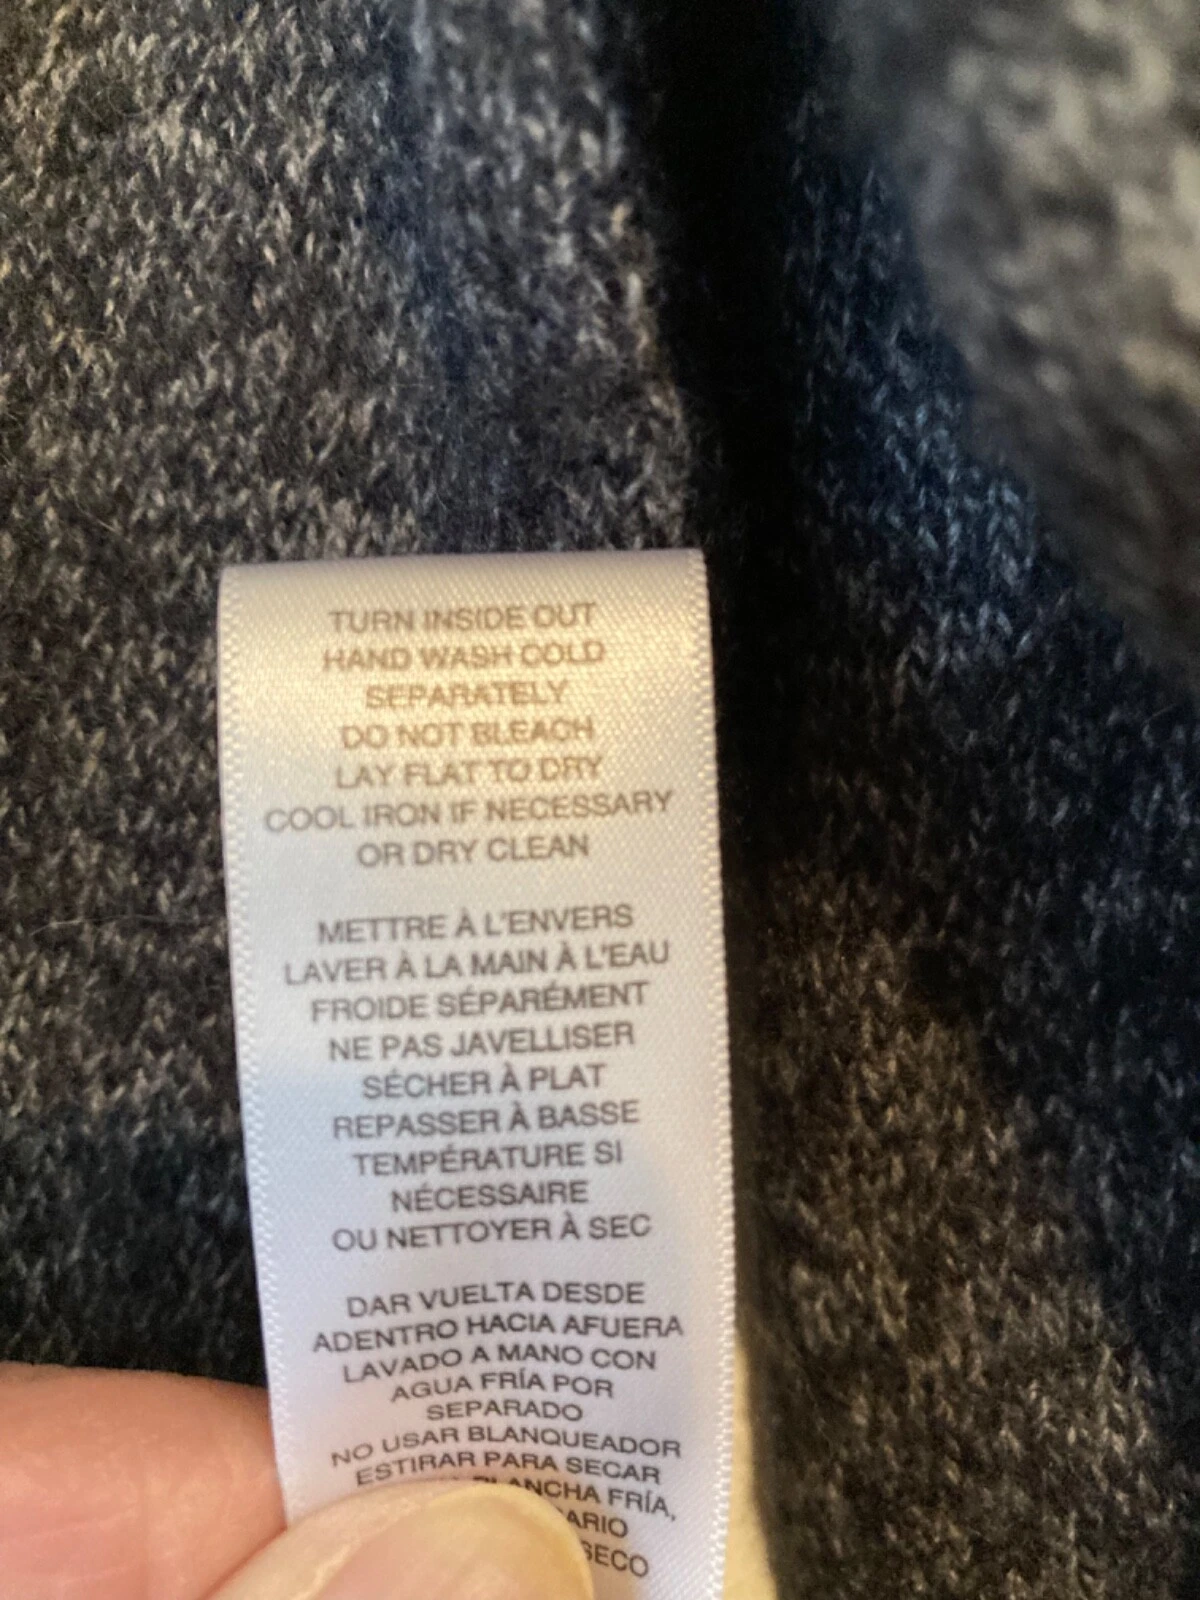 TURN INSIDE OUT
HAND WASH COLD
SEPARATELY
DO NOT BLEACH
LAY FLAT TO DRY
COOL IRON IF NECESSARY
OR DRY CLEAN
METTRE À L'ENVERS
LAVER À LA MAIN À L'EAU
FROIDE SÉPARÉMENT
NE PAS JAVELLISER
SÉCHER À PLAT
REPASSER À BASSE
TEMPÉRATURE SI
NÉCESSAIRE
OU NETTOYER À SEC
DAR VUELTA DESDE
ADENTRO HACIA AFUERA
LAVADO A MANO CON
AGUA FRÍA POR
SEPARADO
NO USAR BLANQUEADOR
ESTIRAR PARA SECAR
FRÍA,
SECO